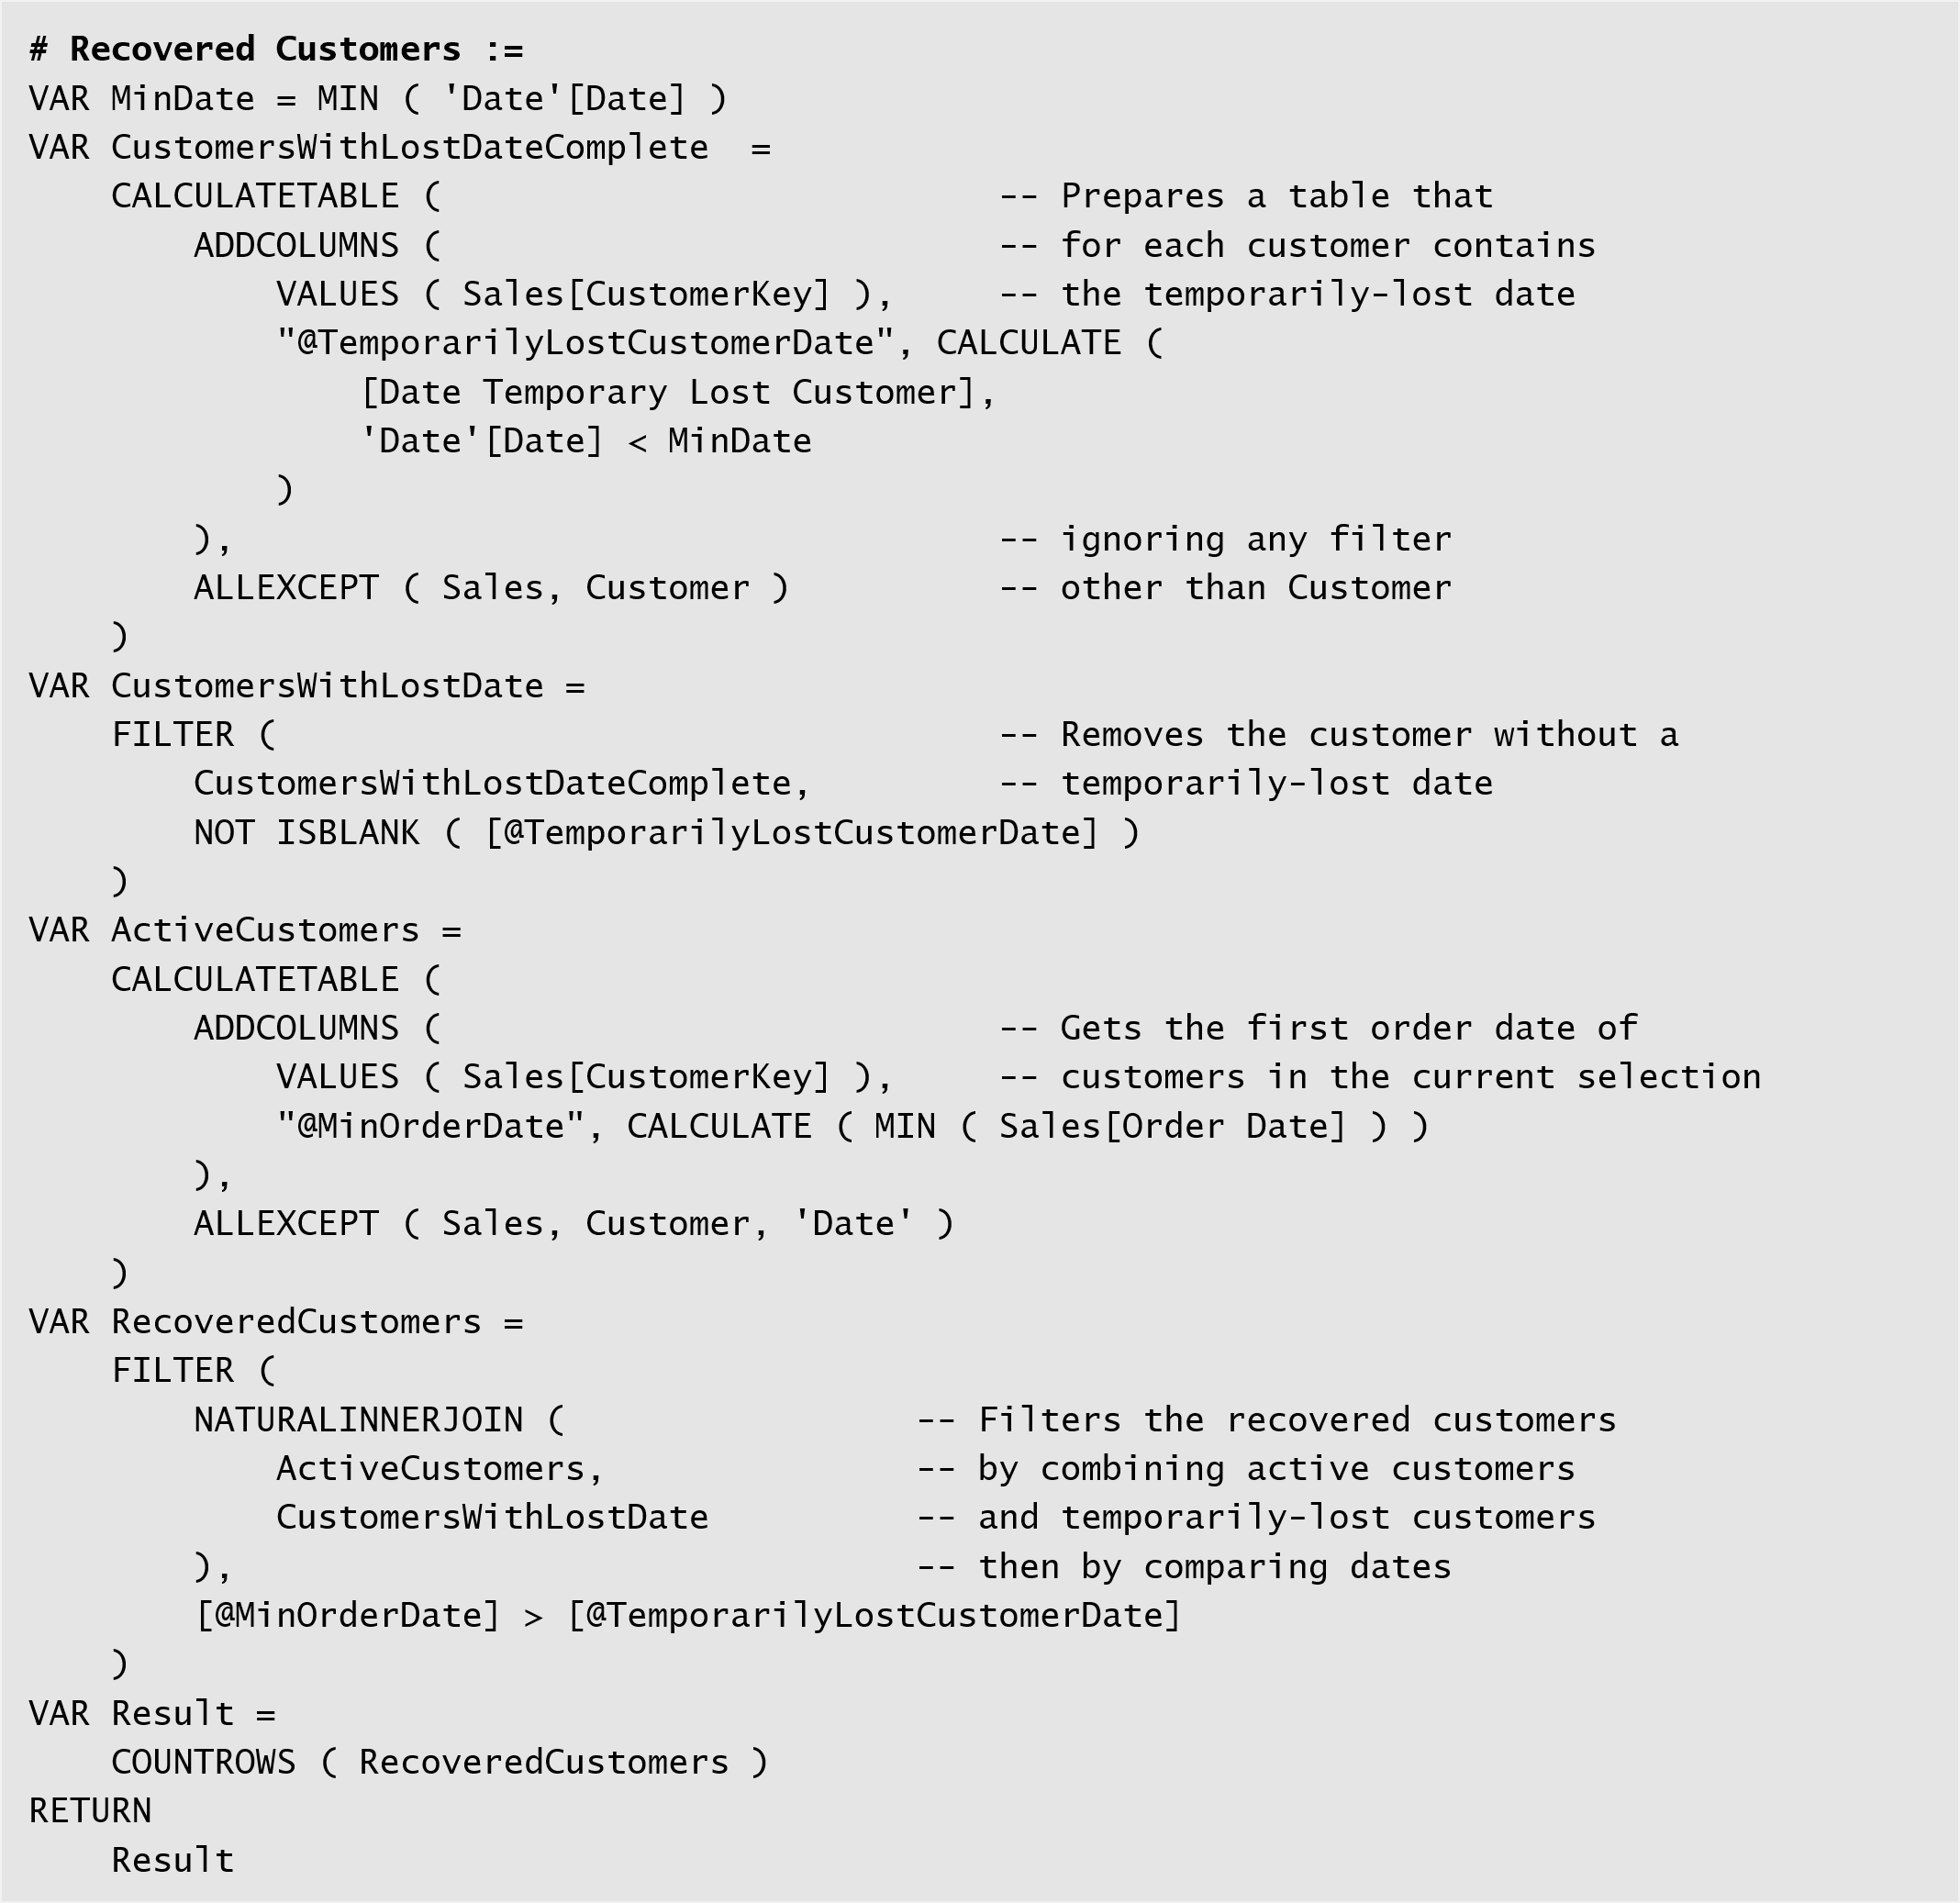 # Recovered Customers :=
VAR MinDate = MIN ( 'Date'[Date] )
VAR CustomersWithLostDateComplete  =
    CALCULATETABLE (                           -- Prepares a table that
        ADDCOLUMNS (                           -- for each customer contains
            VALUES ( Sales[CustomerKey] ),     -- the temporarily-lost date
            "@TemporarilyLostCustomerDate", CALCULATE (
                [Date Temporary Lost Customer],
                'Date'[Date] < MinDate
            )
        ),                                     -- ignoring any filter
        ALLEXCEPT ( Sales, Customer )          -- other than Customer
    )
VAR CustomersWithLostDate =
    FILTER (                                   -- Removes the customer without a
        CustomersWithLostDateComplete,         -- temporarily-lost date
        NOT ISBLANK ( [@TemporarilyLostCustomerDate] )
    )
VAR ActiveCustomers =
    CALCULATETABLE (
        ADDCOLUMNS (                           -- Gets the first order date of
            VALUES ( Sales[CustomerKey] ),     -- customers in the current selection
            "@MinOrderDate", CALCULATE ( MIN ( Sales[Order Date] ) )
        ),
        ALLEXCEPT ( Sales, Customer, 'Date' )
    )
VAR RecoveredCustomers =
    FILTER (
        NATURALINNERJOIN (                 -- Filters the recovered customers
            ActiveCustomers,               -- by combining active customers
            CustomersWithLostDate          -- and temporarily-lost customers
        ),                                 -- then by comparing dates
        [@MinOrderDate] > [@TemporarilyLostCustomerDate]
    )
VAR Result =
    COUNTROWS ( RecoveredCustomers )
RETURN
    Result